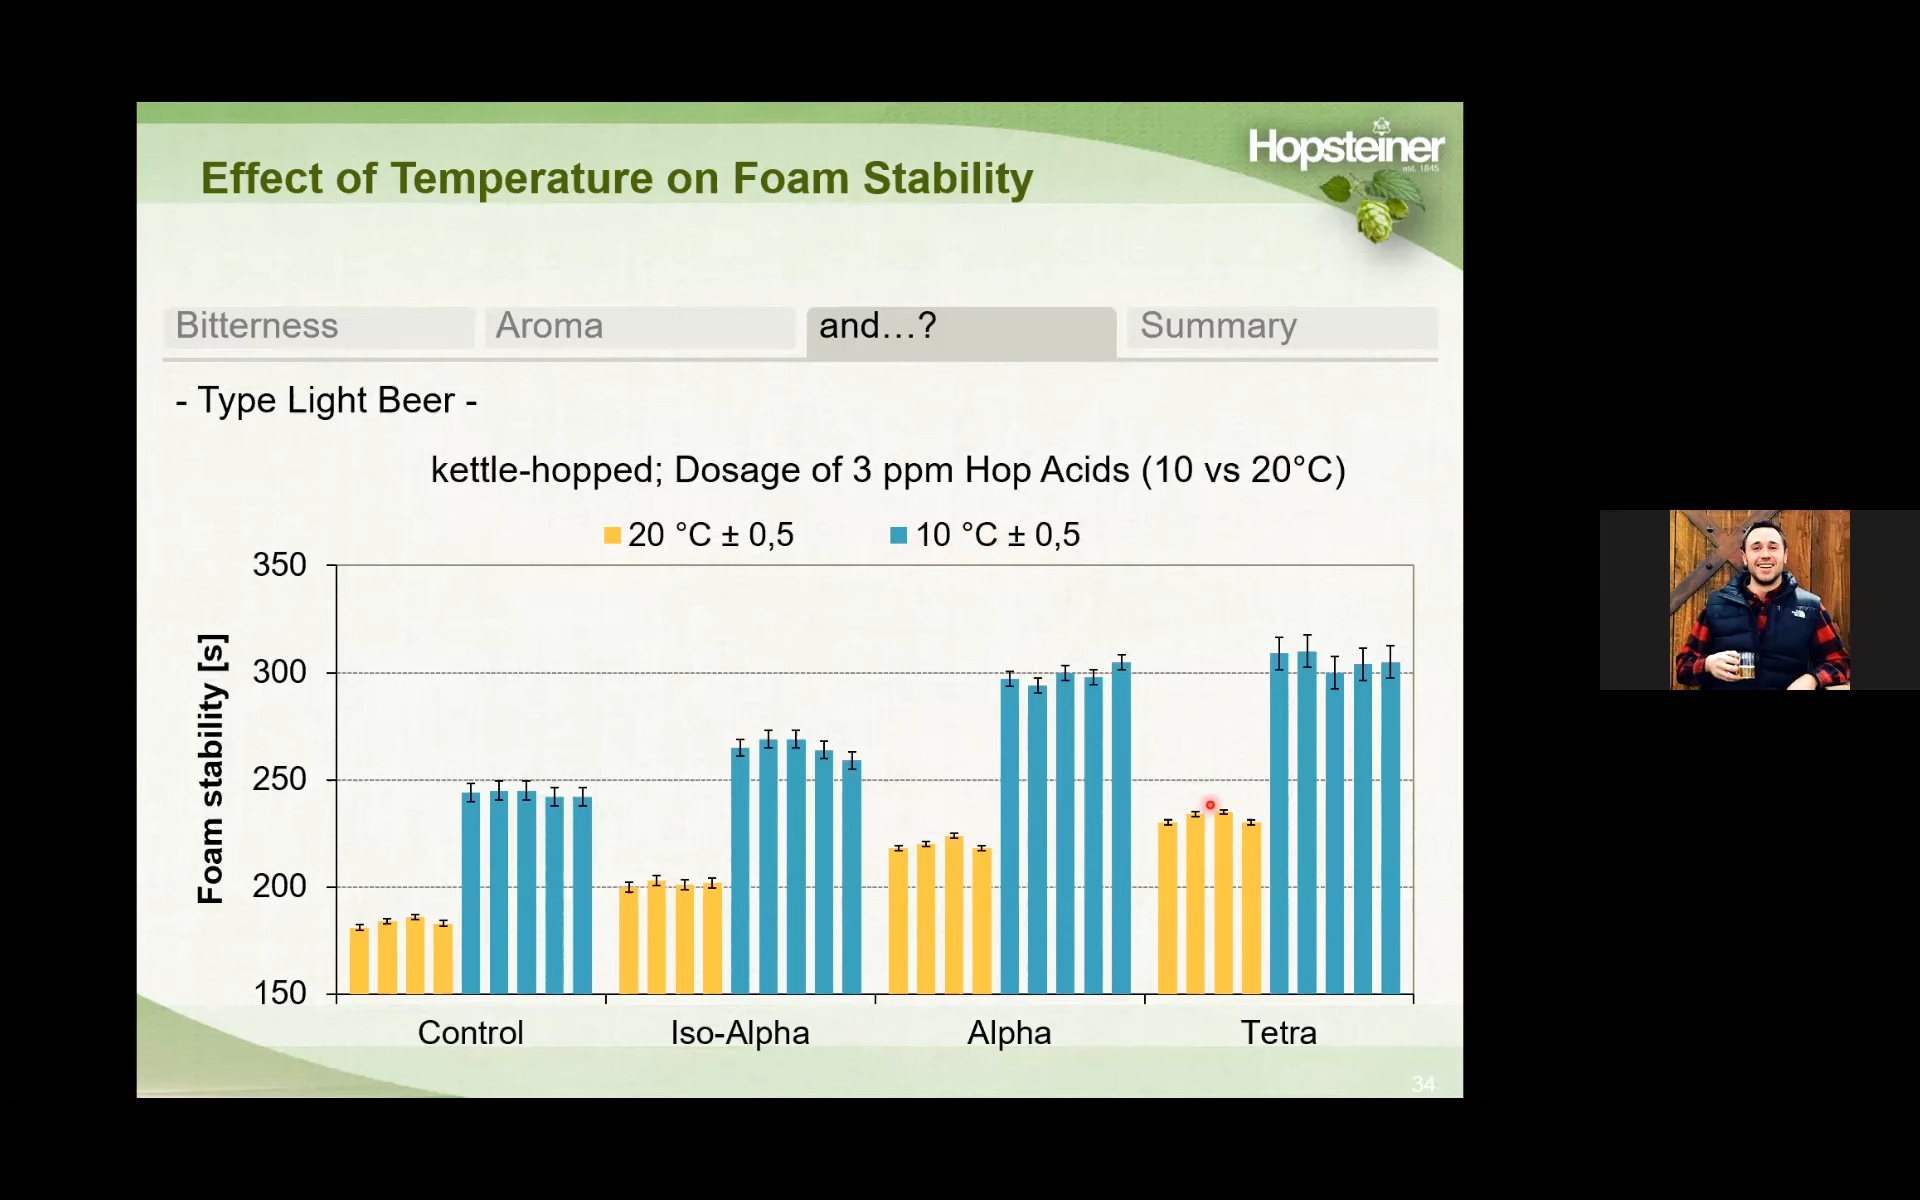 Effect of Temperature on Foam Stability
Hopsteiner
est. 1845
Bitterness
Aroma
and...?
Summary
- Type Light Beer -
kettle-hopped; Dosage of 3 ppm Hop Acids (10 vs 20°C)
20 °C ± 0,5
10 °C ± 0,5
Foam stability [s]
350
300
250
200
150
Control
Iso-Alpha
Alpha
Tetra
34